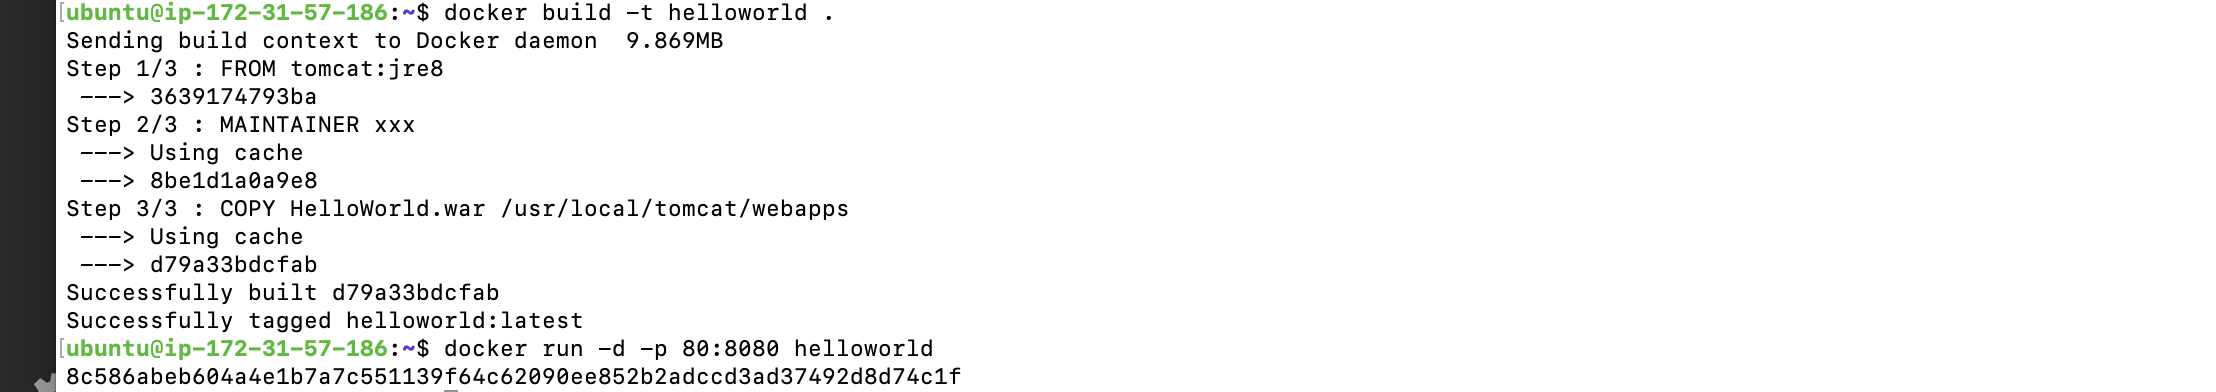 [ubuntu@ip-172-31-57-186:~$ docker build -t helloworld .
Sending build context to Docker daemon  9.869MB
Step 1/3 : FROM tomcat:jre8
 ---> 3639174793ba
Step 2/3 : MAINTAINER xxx
 ---> Using cache
 ---> 8be1d1a0a9e8
Step 3/3 : COPY HelloWorld.war /usr/local/tomcat/webapps
 ---> Using cache
 ---> d79a33bdcfab
Successfully built d79a33bdcfab
Successfully tagged helloworld:latest
[ubuntu@ip-172-31-57-186:~$ docker run -d -p 80:8080 helloworld
8c586abeb604a4e1b7a7c551139f64c62090ee852b2adccd3ad37492d8d74c1f